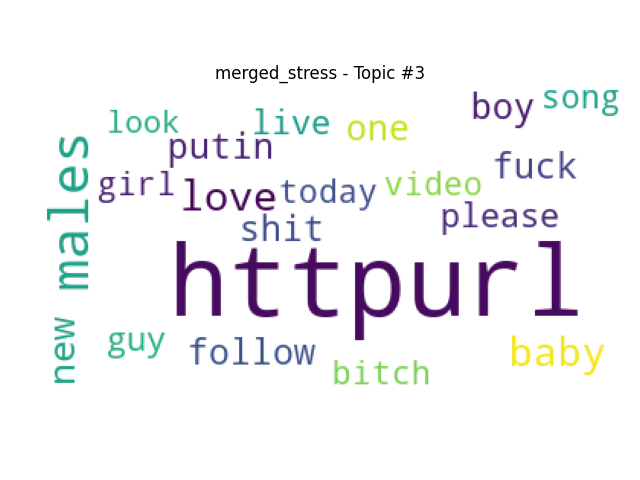 merged_stress - Topic #3
boy song
look live one
putin
fuck
girl love today video
please
shit
males
httpurl
new guy follow baby
bitch